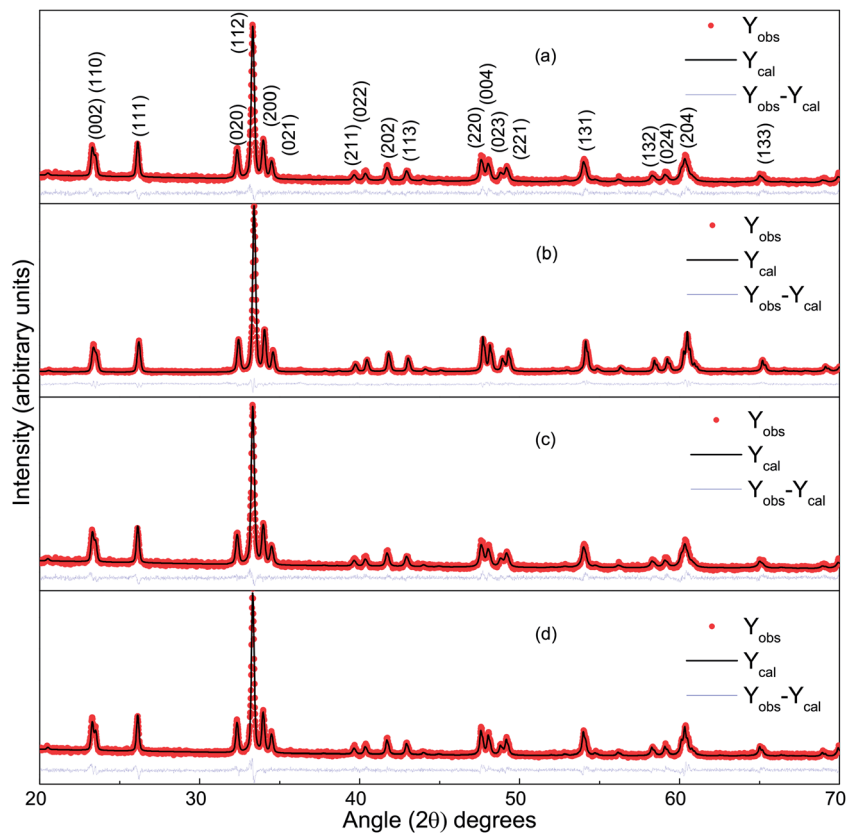 (002) (110)
(111)
(020)
(112)
(200)
(021)
(211)
(022)
(202)
(113)
(220)
(004)
(023)
(221)
(131)
(132)
(024)
(204)
(133)
(a)
Yobs
Ycal
Yobs-Ycal
(b)
Yobs
Ycal
Yobs-Ycal
(c)
Yobs
Ycal
Yobs-Ycal
(d)
Yobs
Ycal
Yobs-Ycal
Intensity (arbitrary units)
20 30 40 50 60 70
Angle (2θ) degrees